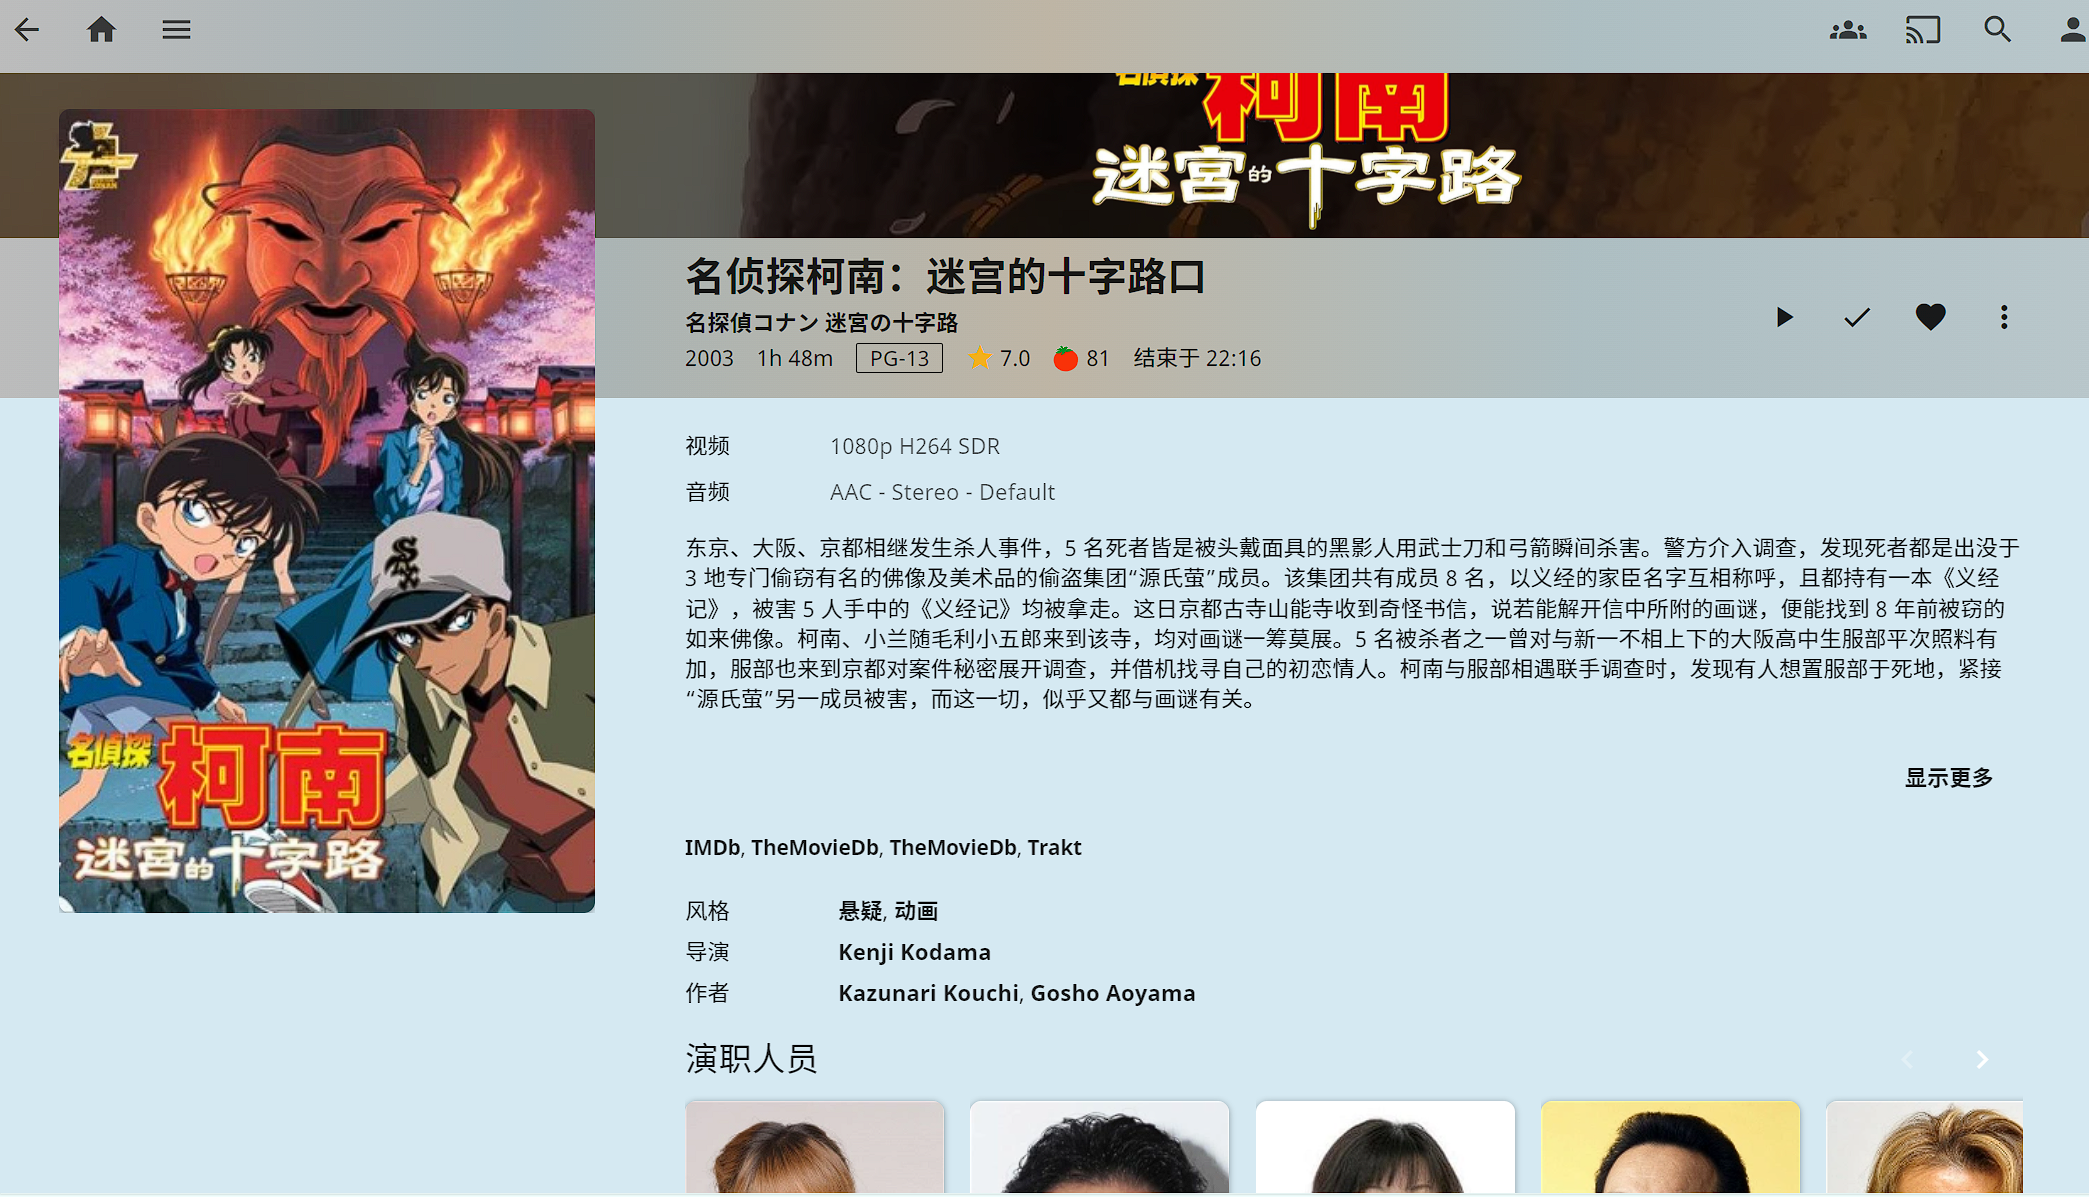 名偵探
柯南
迷宮的十字路
CONAN
名侦探柯南：迷宫的十字路口
名探偵コナン 迷宮の十字路
2003 1h 48m PG-13 7.0 81 结束于 22:16
视频 1080p H264 SDR
音频 AAC - Stereo - Default
东京、大阪、京都相继发生杀人事件，5 名死者皆是被头戴面具的黑影人用武士刀和弓箭瞬间杀害。警方介入调查，发现死者都是出没于
3 地专门偷窃有名的佛像及美术品的偷盗集团“源氏萤”成员。该集团共有成员 8 名，以义经的家臣名字互相称呼，且都持有一本《义经
记》，被害 5 人手中的《义经记》均被拿走。这日京都古寺山能寺收到奇怪书信，说若能解开信中所附的画谜，便能找到 8 年前被窃的
如来佛像。柯南、小兰随毛利小五郎来到该寺，均对画谜一筹莫展。5 名被杀者之一曾对与新一不相上下的大阪高中生服部平次照料有
加，服部也来到京都对案件秘密展开调查，并借机找寻自己的初恋情人。柯南与服部相遇联手调查时，发现有人想置服部于死地，紧接
“源氏萤”另一成员被害，而这一切，似乎又都与画谜有关。
名偵探
柯南
迷宮的十字路
显示更多
IMDb, TheMovieDb, TheMovieDb, Trakt
风格 悬疑, 动画
导演 Kenji Kodama
作者 Kazunari Kouchi, Gosho Aoyama
演职人员